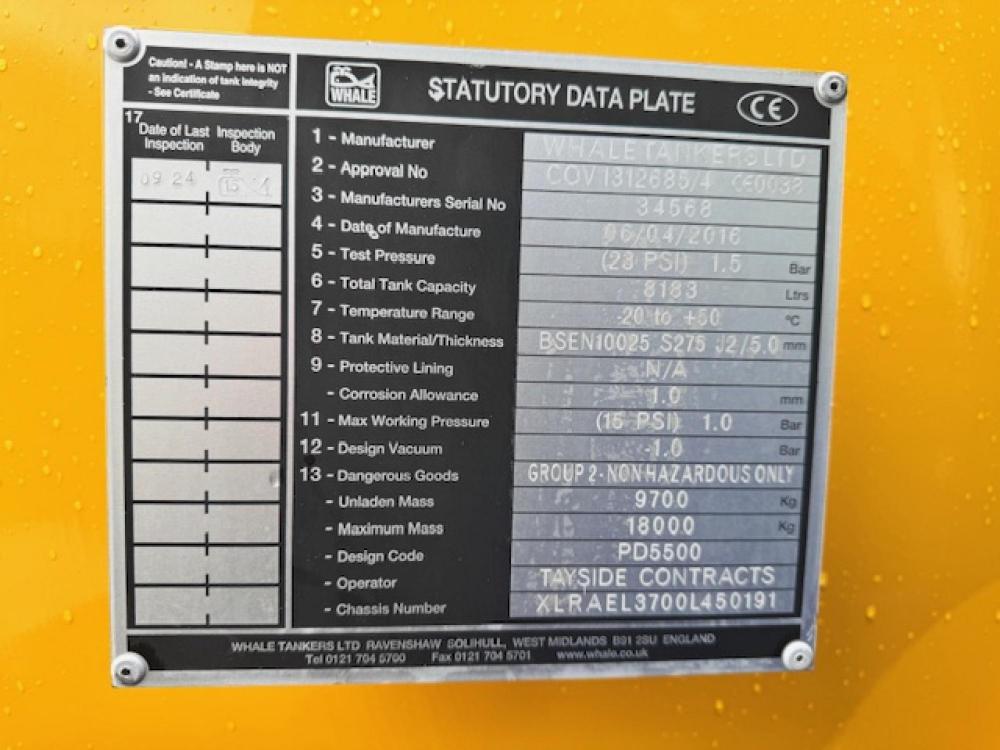 Caution! - A Stamp here is NOT
an indication of tank integrity
- See Certificate
WHALE
STATUTORY DATA PLATE
CE
17
Date of Last Inspection
Inspection Body
09 24
1 - Manufacturer WHALE TANKERS LTD
2 - Approval No COV1312685/4 CE0038
3 - Manufacturers Serial No 34568
4 - Date of Manufacture 06/04/2016
5 - Test Pressure (23 PSI) 1.5 Bar
6 - Total Tank Capacity 8183 Ltrs
7 - Temperature Range -20 to +50 °C
8 - Tank Material/Thickness BSEN10025 S275 J2/5.0 mm
9 - Protective Lining N/A
- Corrosion Allowance 1.0 mm
11 - Max Working Pressure (15 PSI) 1.0 Bar
12 - Design Vacuum -1.0 Bar
13 - Dangerous Goods GROUP 2-NON HAZARDOUS ONLY
- Unladen Mass 9700 Kg
- Maximum Mass 18000 Kg
- Design Code PD5500
- Operator TAYSIDE CONTRACTS
- Chassis Number XLRAEL3700L450191
WHALE TANKERS LTD RAVENSHAW SOLIHULL, WEST MIDLANDS B91 2SU ENGLAND
Tel 0121 704 5700 Fax 0121 704 5701 www.whale.co.uk